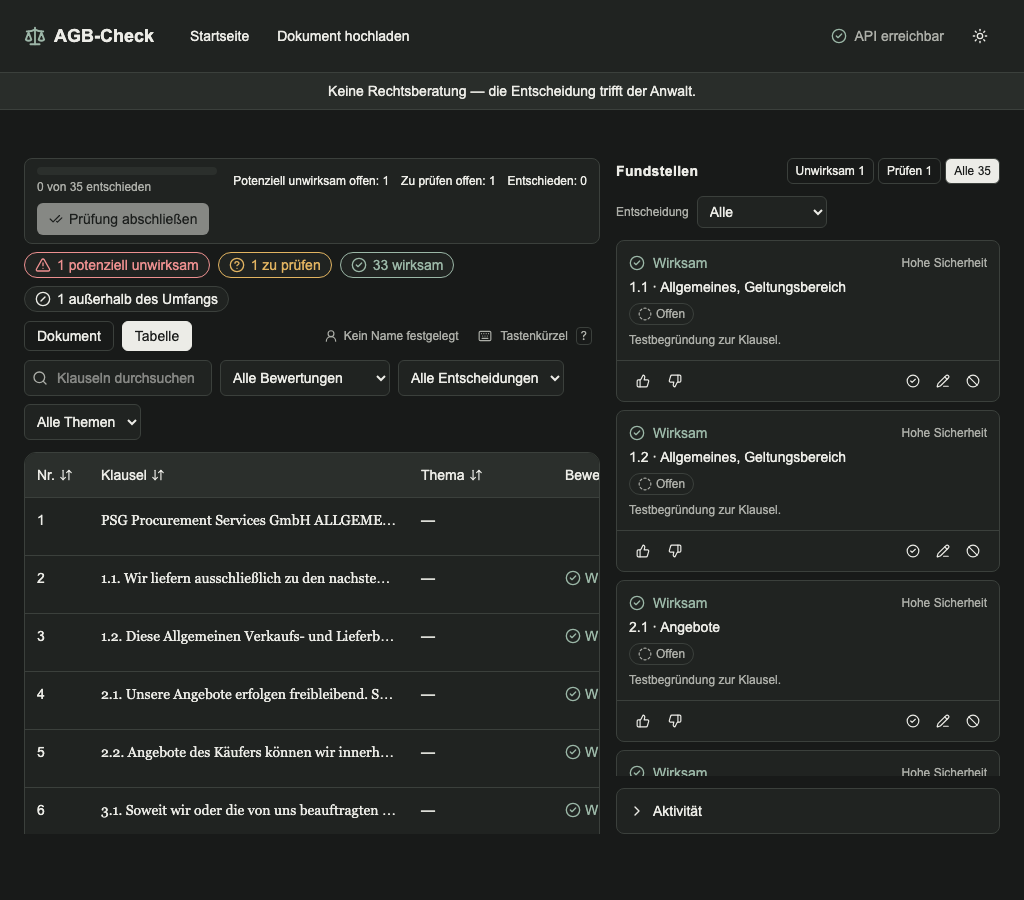 AGB-Check
Startseite
Dokument hochladen
API erreichbar
Keine Rechtsberatung — die Entscheidung trifft der Anwalt.
0 von 35 entschieden
Potenziell unwirksam offen: 1
Zu prüfen offen: 1
Entschieden: 0
Prüfung abschließen
1 potenziell unwirksam
1 zu prüfen
33 wirksam
1 außerhalb des Umfangs
Dokument
Tabelle
Kein Name festgelegt
Tastenkürzel
?
Klauseln durchsuchen
Alle Bewertungen
Alle Entscheidungen
Alle Themen
Nr.
Klausel
Thema
Bewe
1
PSG Procurement Services GmbH ALLGEME…
—
2
1.1. Wir liefern ausschließlich zu den nachste…
—
W
3
1.2. Diese Allgemeinen Verkaufs- und Lieferb…
—
W
4
2.1. Unsere Angebote erfolgen freibleibend. S…
—
W
5
2.2. Angebote des Käufers können wir innerh…
—
W
6
3.1. Soweit wir oder die von uns beauftragten …
—
W
Fundstellen
Unwirksam 1
Prüfen 1
Alle 35
Entscheidung
Alle
Wirksam
Hohe Sicherheit
1.1 · Allgemeines, Geltungsbereich
Offen
Testbegründung zur Klausel.
Wirksam
Hohe Sicherheit
1.2 · Allgemeines, Geltungsbereich
Offen
Testbegründung zur Klausel.
Wirksam
Hohe Sicherheit
2.1 · Angebote
Offen
Testbegründung zur Klausel.
Wirksam
Hohe Sicherheit
Aktivität